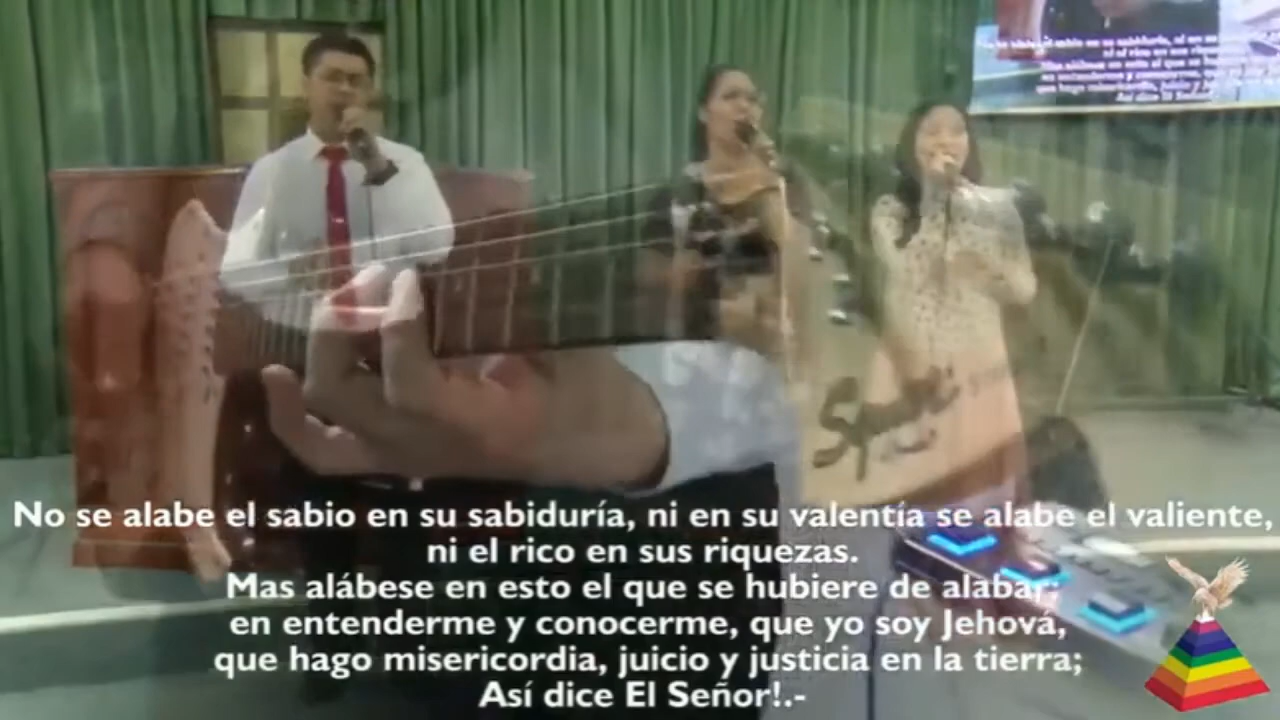 No se alabe el sabio en su sabiduría, ni en su valentía se alabe el valiente,
ni el rico en sus riquezas.
Mas alábese en esto el que se hubiere de alabar:
en entenderme y conocerme, que yo soy Jehová,
que hago misericordia, juicio y justicia en la tierra;
Así dice El Señor!.-